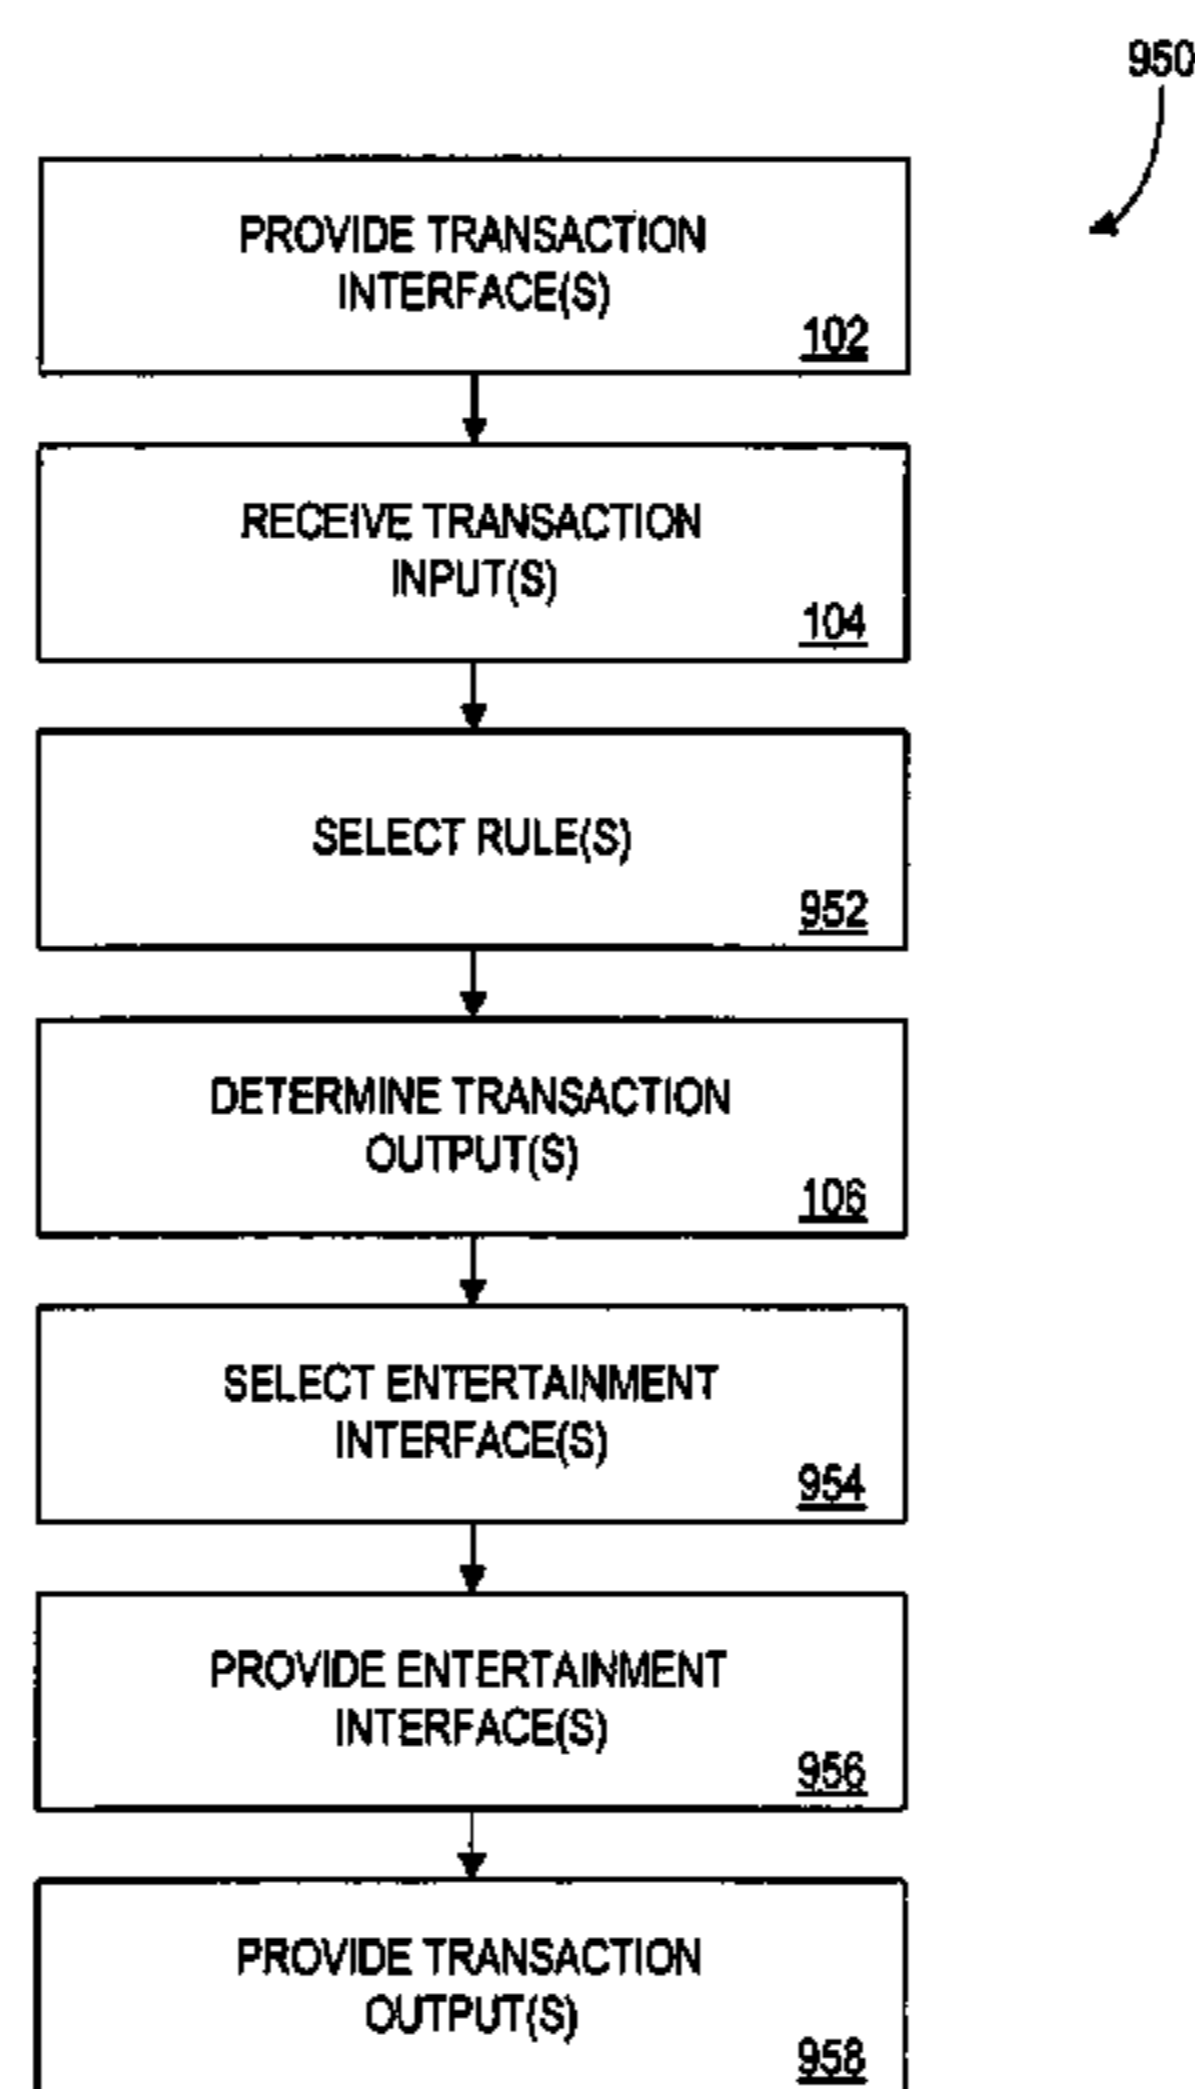 950
PROVIDE TRANSACTION
INTERFACE(S)
102
RECEIVE TRANSACTION
INPUT(S)
104
SELECT RULE(S)
952
DETERMINE TRANSACTION
OUTPUT(S)
106
SELECT ENTERTAINMENT
INTERFACE(S)
954
PROVIDE ENTERTAINMENT
INTERFACE(S)
956
PROVIDE TRANSACTION
OUTPUT(S)
958